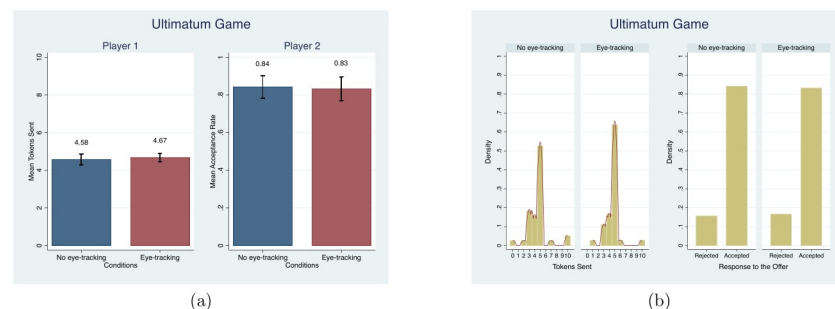 Ultimatum Game
Player 1
Player 2
Mean Tokens Sent
0 2 4 6 8 10
4.58
4.67
No eye-tracking Eye-tracking
Conditions
Mean Acceptance Rate
0 .2 .4 .6 .8 1
0.84
0.83
No eye-tracking Eye-tracking
Conditions
(a)
Ultimatum Game
No eye-tracking Eye-tracking
Density
0 .1 .2 .3 .4 .5 .6 .7 .8 .9 1
0 1 2 3 4 5 6 7 8 9 10 0 1 2 3 4 5 6 7 8 9 10
Tokens Sent
No eye-tracking Eye-tracking
Density
0 .1 .2 .3 .4 .5 .6 .7 .8 .9 1
Rejected Accepted Rejected Accepted
Response to the Offer
(b)